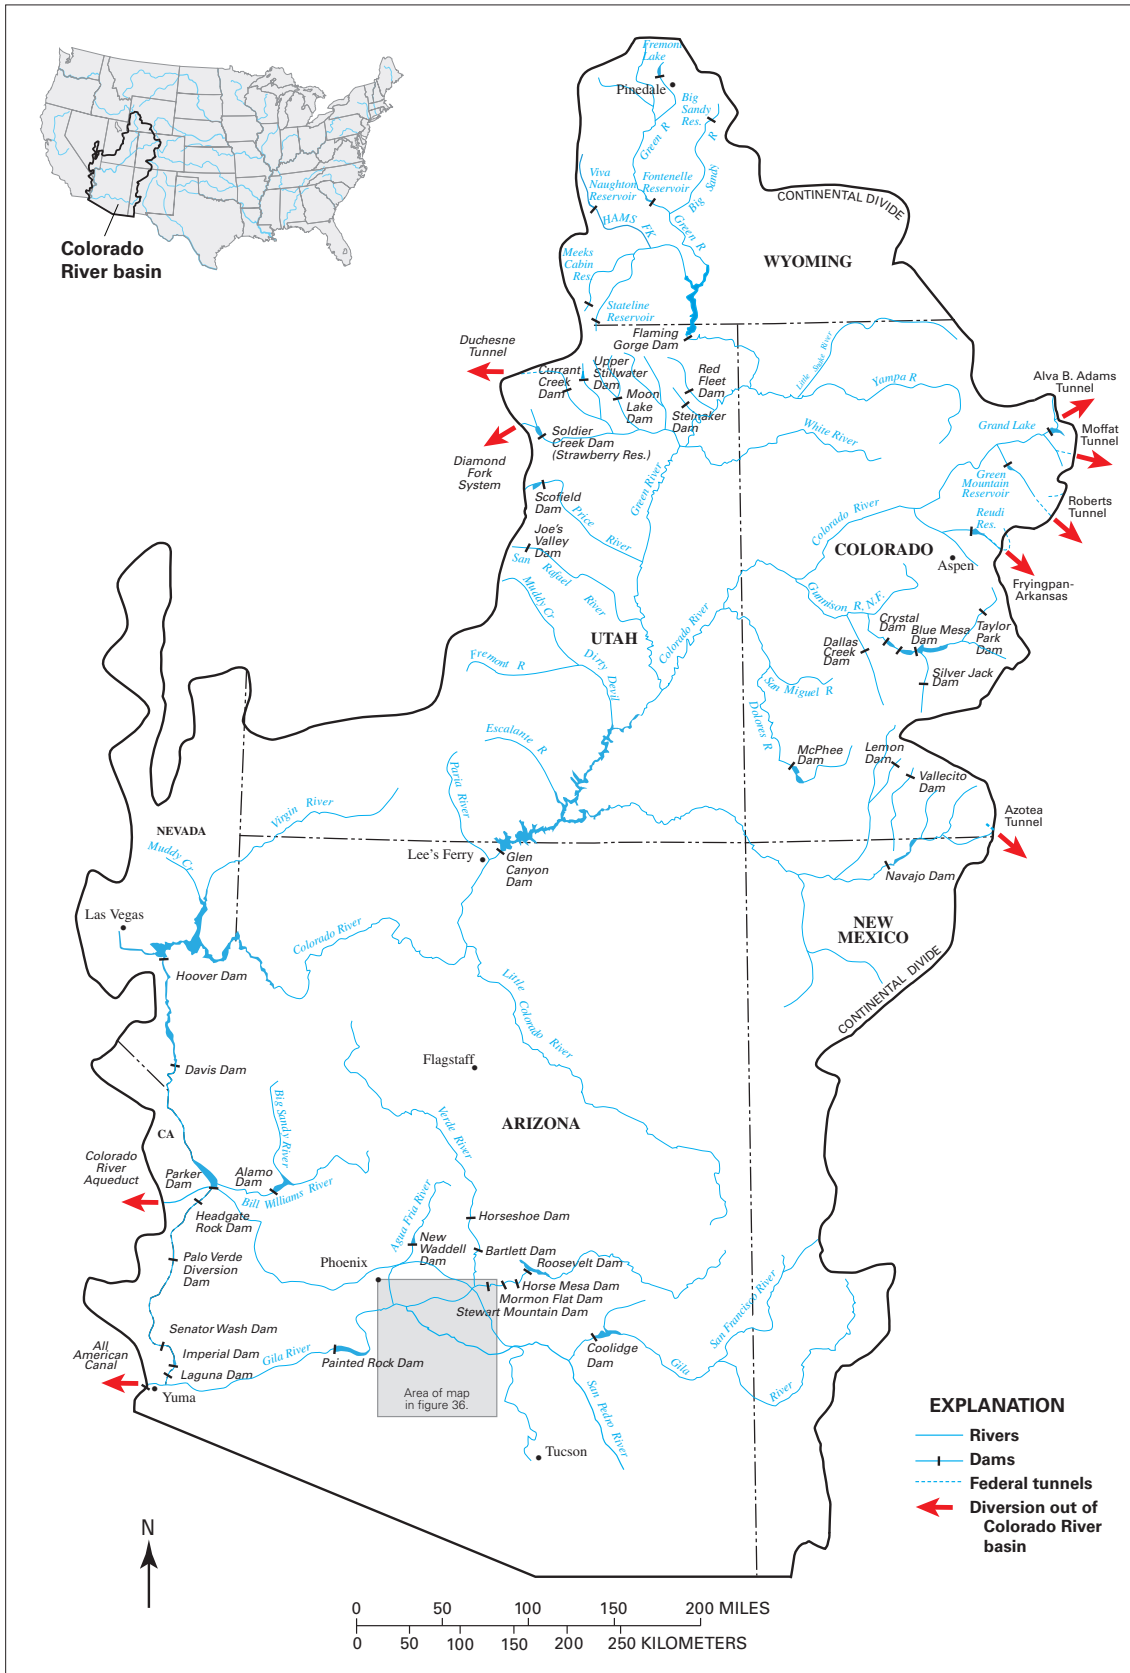 Colorado
River basin
Fremont
Lake
Pinedale
Big
Sandy
Res.
Green R
Big Sandy R
Viva
Naughton
Reservoir
Fontenelle
Reservoir
HAMS FK
Green R
CONTINENTAL DIVIDE
WYOMING
Meeks
Cabin
Res.
Stateline
Reservoir
Flaming
Gorge Dam
Duchesne
Tunnel
Currant
Creek
Dam
Upper
Stillwater
Dam
Moon
Lake
Dam
Red
Fleet
Dam
Steinaker
Dam
Little Snake River
Yampa R
Alva B. Adams
Tunnel
Grand Lake
Moffat
Tunnel
Soldier
Creek Dam
(Strawberry Res.)
Diamond
Fork
System
White River
Green
Mountain
Reservoir
Roberts
Tunnel
Scofield
Dam
Price River
Green River
Colorado River
Reudi
Res.
Joe's
Valley
Dam
San Rafael River
COLORADO
Aspen
Fryingpan-
Arkansas
Muddy Cr
Gunnison R, N.F.
UTAH
Colorado River
Crystal
Dam
Blue Mesa
Dam
Taylor
Park
Dam
Dallas
Creek
Dam
Silver Jack
Dam
Fremont R
Dirty Devil
San Miguel R
Dolores R
Escalante R
Paria River
McPhee
Dam
Lemon
Dam
Vallecito
Dam
Virgin River
NEVADA
Muddy Cr
Azotea
Tunnel
Lee's Ferry
Glen
Canyon
Dam
Navajo Dam
Las Vegas
NEW
MEXICO
Colorado River
Hoover Dam
Little Colorado River
CONTINENTAL DIVIDE
Flagstaff
Davis Dam
Big Sandy River
Verde River
ARIZONA
CA
Colorado
River
Aqueduct
Parker
Dam
Alamo
Dam
Bill Williams River
Headgate
Rock Dam
Agua Fria River
Horseshoe Dam
New
Waddell
Dam
Bartlett Dam
Palo Verde
Diversion
Dam
Phoenix
Roosevelt Dam
Horse Mesa Dam
Mormon Flat Dam
Stewart Mountain Dam
San Francisco River
Senator Wash Dam
All
American
Canal
Imperial Dam
Laguna Dam
Gila River
Painted Rock Dam
Coolidge
Dam
Gila River
Yuma
Area of map
in figure 36.
San Pedro River
Tucson
EXPLANATION
Rivers
Dams
Federal tunnels
Diversion out of
Colorado River
basin
N
0 50 100 150 200 MILES
0 50 100 150 200 250 KILOMETERS